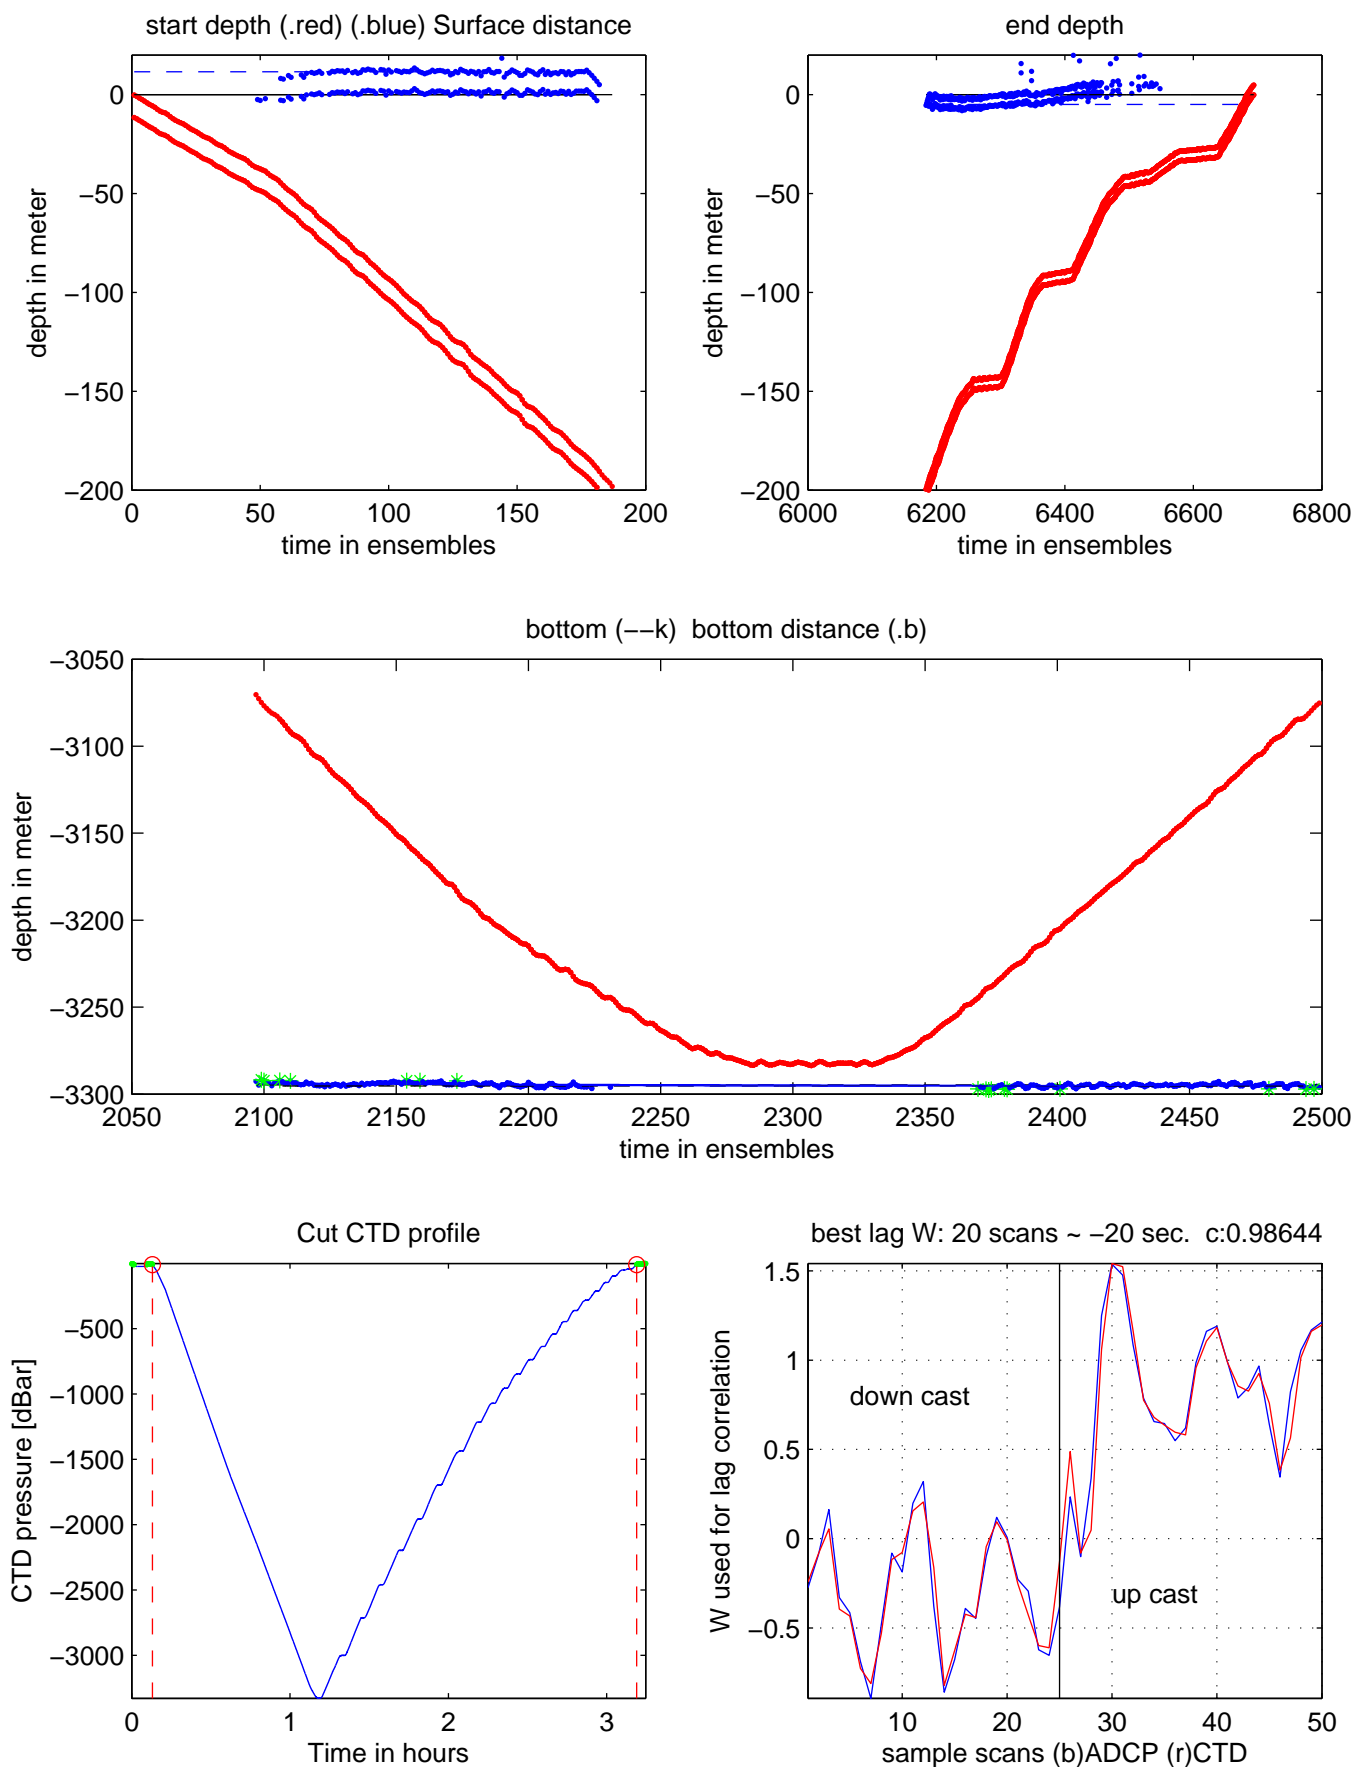 start depth (.red) (.blue) Surface distance
0
−50
−100
−150
−200
depth in meter
0 50 100 150 200
time in ensembles
end depth
0
−50
−100
−150
−200
depth in meter
6000 6200 6400 6600 6800
time in ensembles
bottom (−−k) bottom distance (.b)
−3050
−3100
−3150
−3200
−3250
−3300
depth in meter
2050 2100 2150 2200 2250 2300 2350 2400 2450 2500
time in ensembles
Cut CTD profile
−500
−1000
−1500
−2000
−2500
−3000
CTD pressure [dBar]
0 1 2 3
Time in hours
best lag W: 20 scans ~ −20 sec. c:0.98644
1.5
1
0.5
0
−0.5
W used for lag correlation
down cast
up cast
10 20 30 40 50
sample scans (b)ADCP (r)CTD